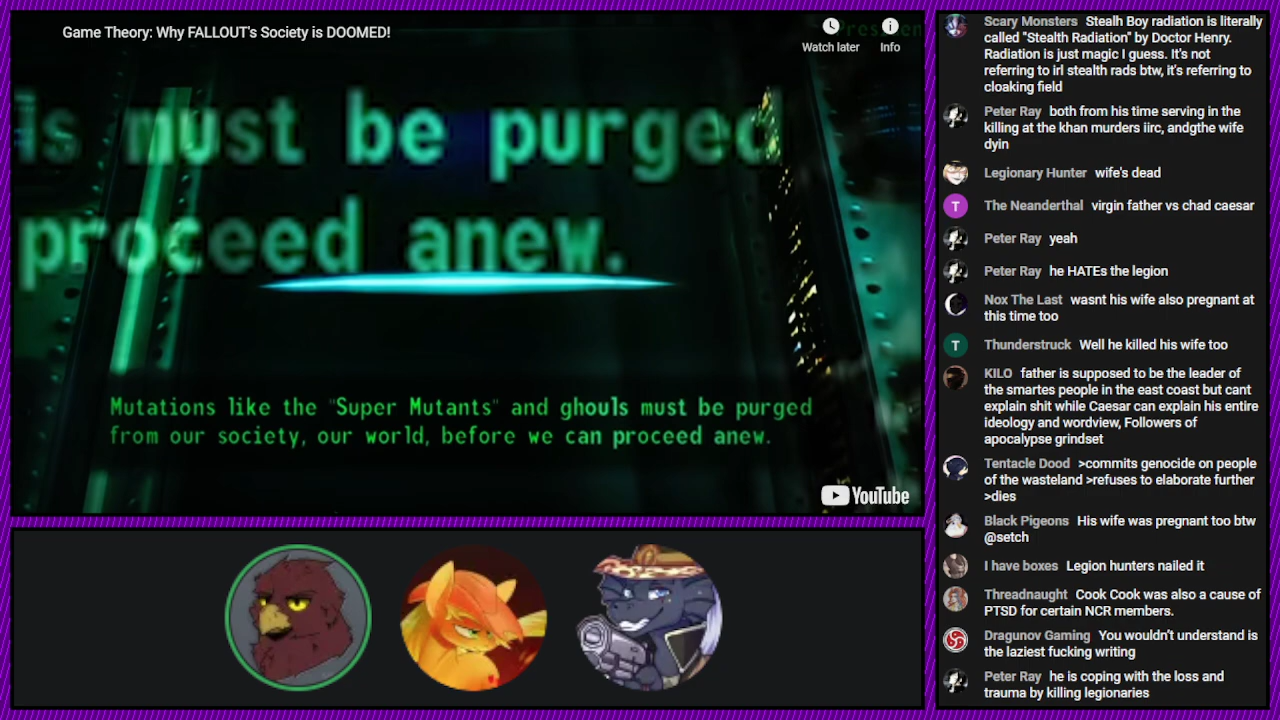 Game Theory: Why FALLOUT's Society is DOOMED!
Watch later
Info
is must be purged
proceed anew.
Mutations like the "Super Mutants" and ghouls must be purged
from our society, our world, before we can proceed anew.
YouTube
Scary Monsters Stealh Boy radiation is literally
called "Stealth Radiation" by Doctor Henry.
Radiation is just magic I guess. It's not
referring to irl stealth rads btw, it's referring to
cloaking field
Peter Ray both from his time serving in the
killing at the khan murders iirc, andgthe wife
dyin
Legionary Hunter wife's dead
T
The Neanderthal virgin father vs chad caesar
Peter Ray yeah
Peter Ray he HATEs the legion
Nox The Last wasnt his wife also pregnant at
this time too
T
Thunderstruck Well he killed his wife too
KILO father is supposed to be the leader of
the smartes people in the east coast but cant
explain shit while Caesar can explain his entire
ideology and wordview, Followers of
apocalypse grindset
Tentacle Dood >commits genocide on people
of the wasteland >refuses to elaborate further
>dies
Black Pigeons His wife was pregnant too btw
@setch
I have boxes Legion hunters nailed it
Threadnaught Cook Cook was also a cause of
PTSD for certain NCR members.
Dragunov Gaming You wouldn't understand is
the laziest fucking writing
Peter Ray he is coping with the loss and
trauma by killing legionaries